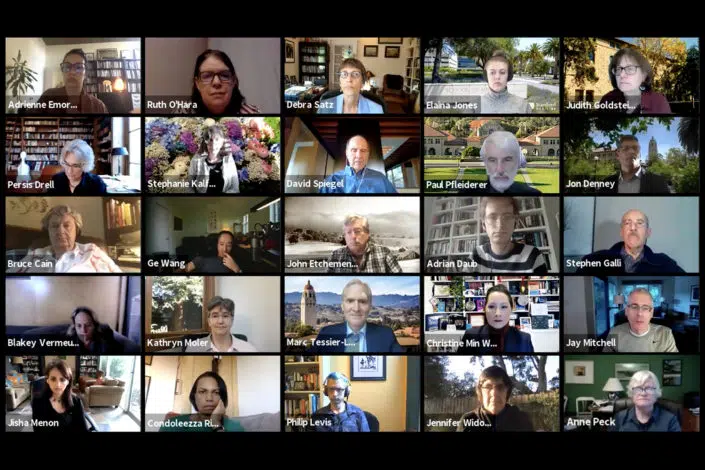 Adrienne Emor...
Ruth O'Hara
Debra Satz
Elaina Jones
Judith Goldstei...
Persis Drell
Stephanie Kalf...
David Spiegel
Paul Pfleiderer
Jon Denney
Bruce Cain
Ge Wang
John Etchemen...
Adrian Daub
Stephen Galli
Blakey Vermeu...
Kathryn Moler
Marc Tessier-L...
Christine Min W...
Jay Mitchell
Jisha Menon
Condoleezza Ri...
Philip Levis
Jennifer Wido...
Anne Peck